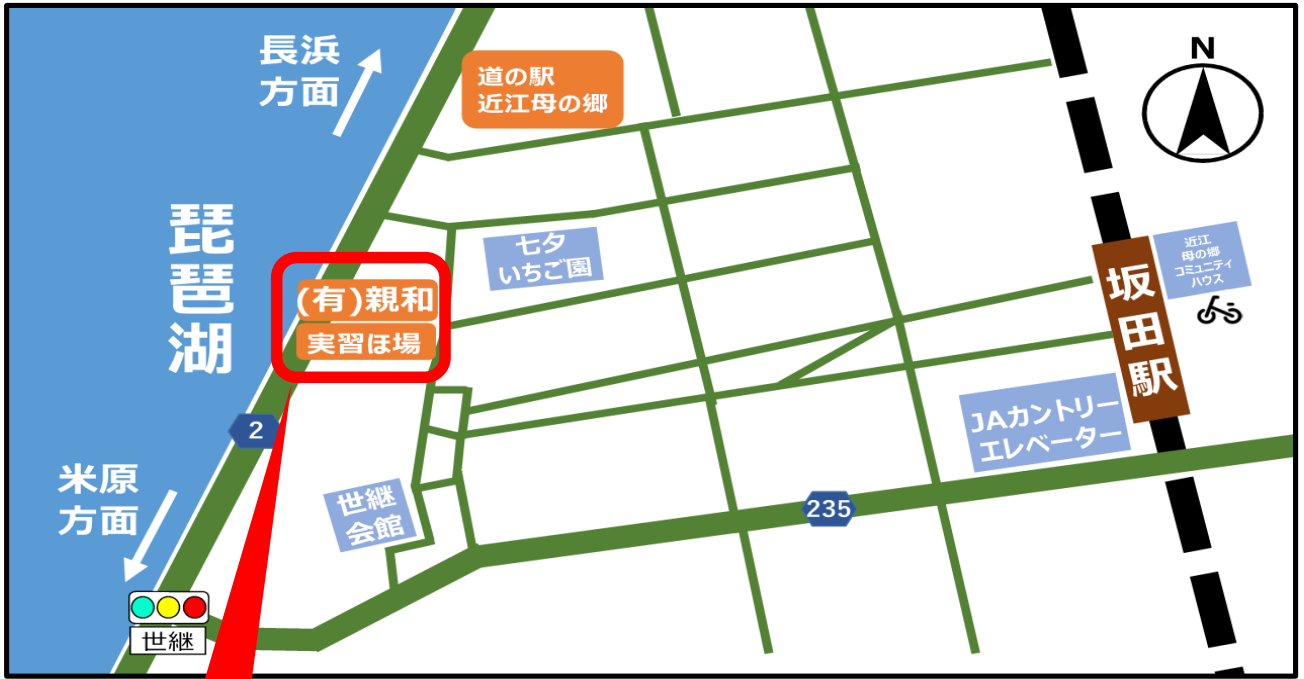 長浜
方面
道の駅
近江母の郷
N
琵
琶
湖
七夕
いちご園
近江
母の郷
コミュニティ
ハウス
坂
田
駅
(有)親和
実習ほ場
2
JAカントリー
エレベーター
米原
方面
世継
会館
235
世継